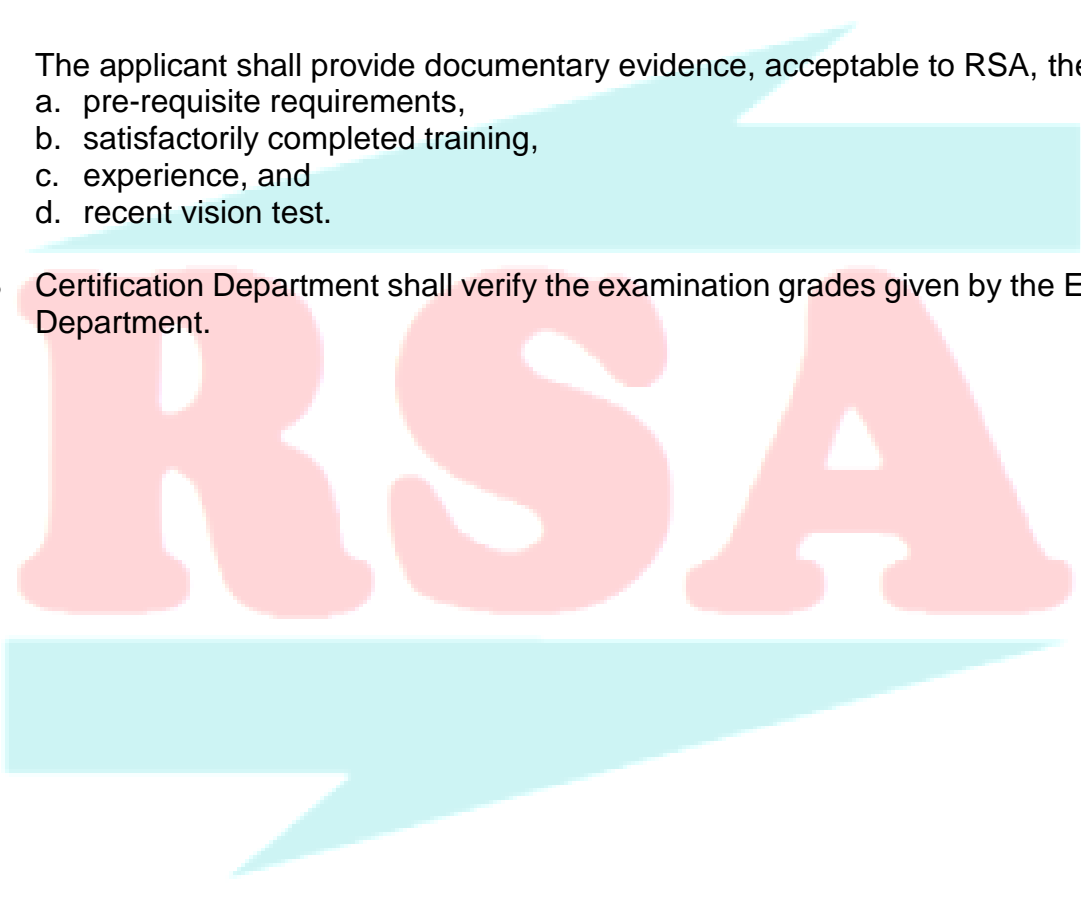 The applicant shall provide documentary evidence, acceptable to RSA, the
a. pre-requisite requirements,
b. satisfactorily completed training,
c. experience, and
d. recent vision test.
Certification Department shall verify the examination grades given by the E
Department.
RSA